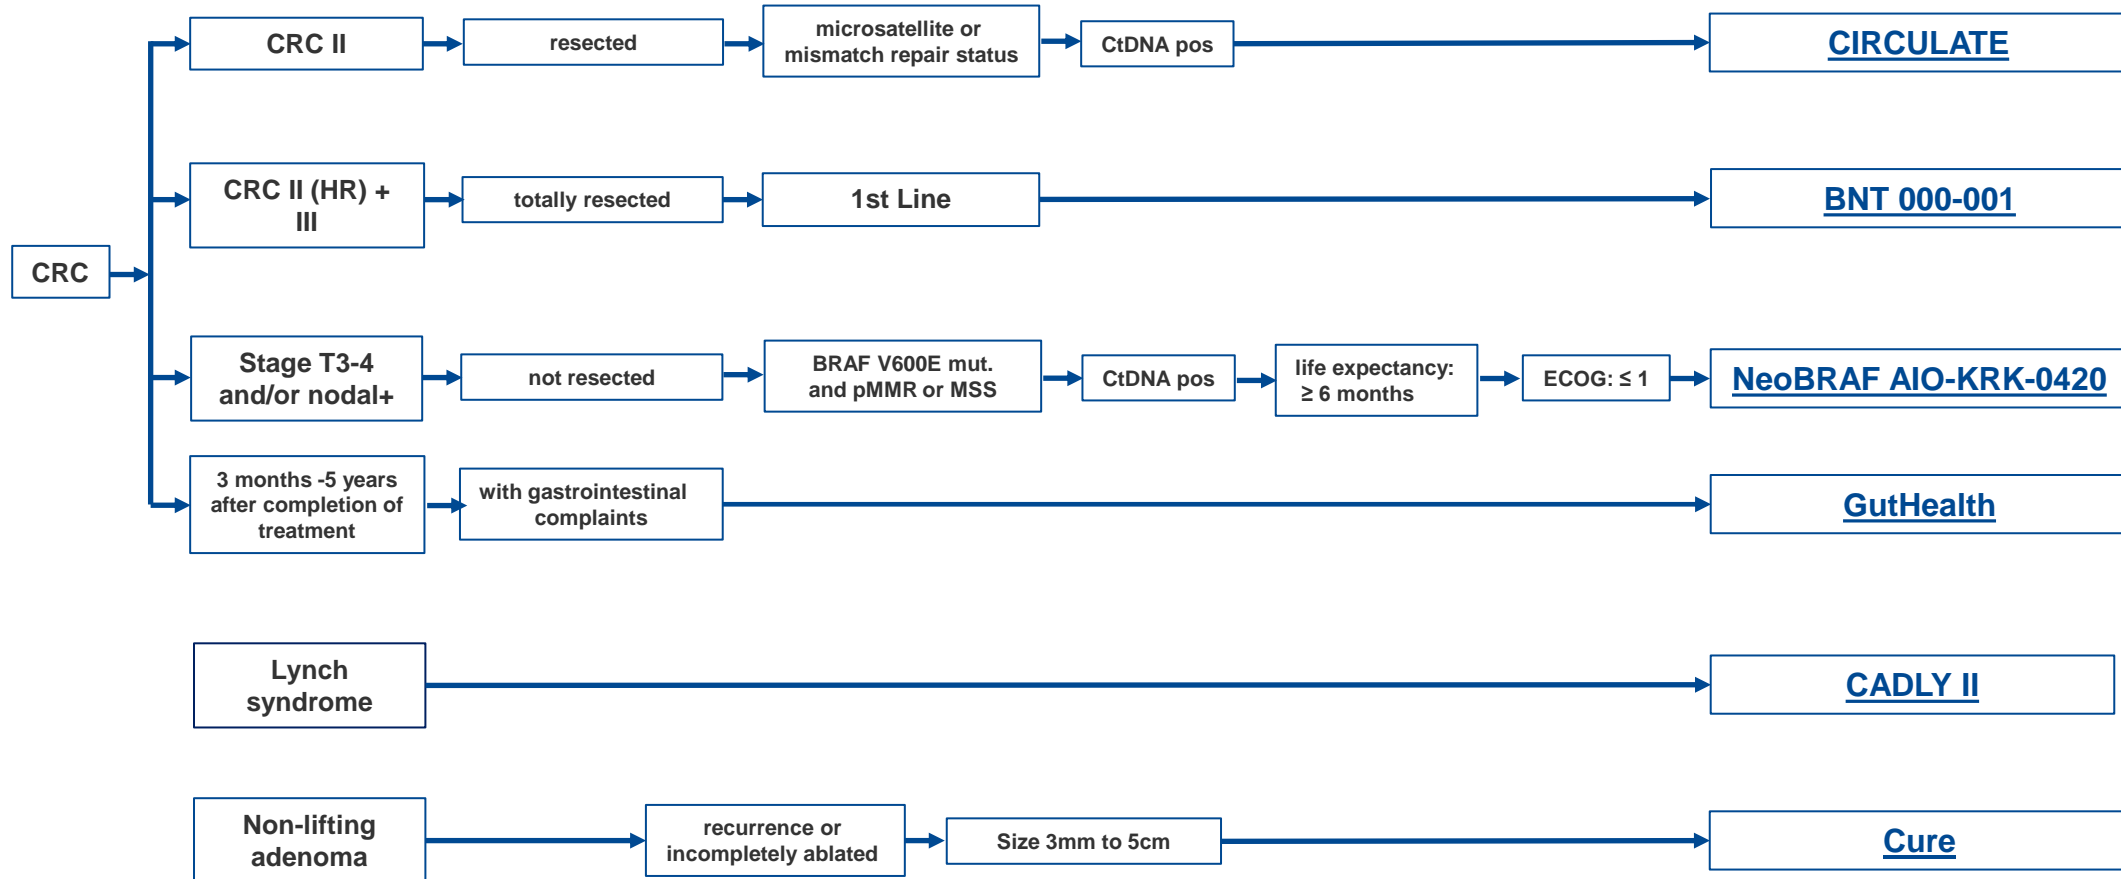 CRC II
resected
microsatellite or
mismatch repair status
CtDNA pos
CIRCULATE
CRC II (HR) +
III
totally resected
1st Line
BNT 000-001
CRC
Stage T3-4
and/or nodal+
not resected
BRAF V600E mut.
and pMMR or MSS
CtDNA pos
life expectancy:
≥ 6 months
ECOG: ≤ 1
NeoBRAF AIO-KRK-0420
3 months -5 years
after completion of
treatment
with gastrointestinal
complaints
GutHealth
Lynch
syndrome
CADLY II
Non-lifting
adenoma
recurrence or
incompletely ablated
Size 3mm to 5cm
Cure